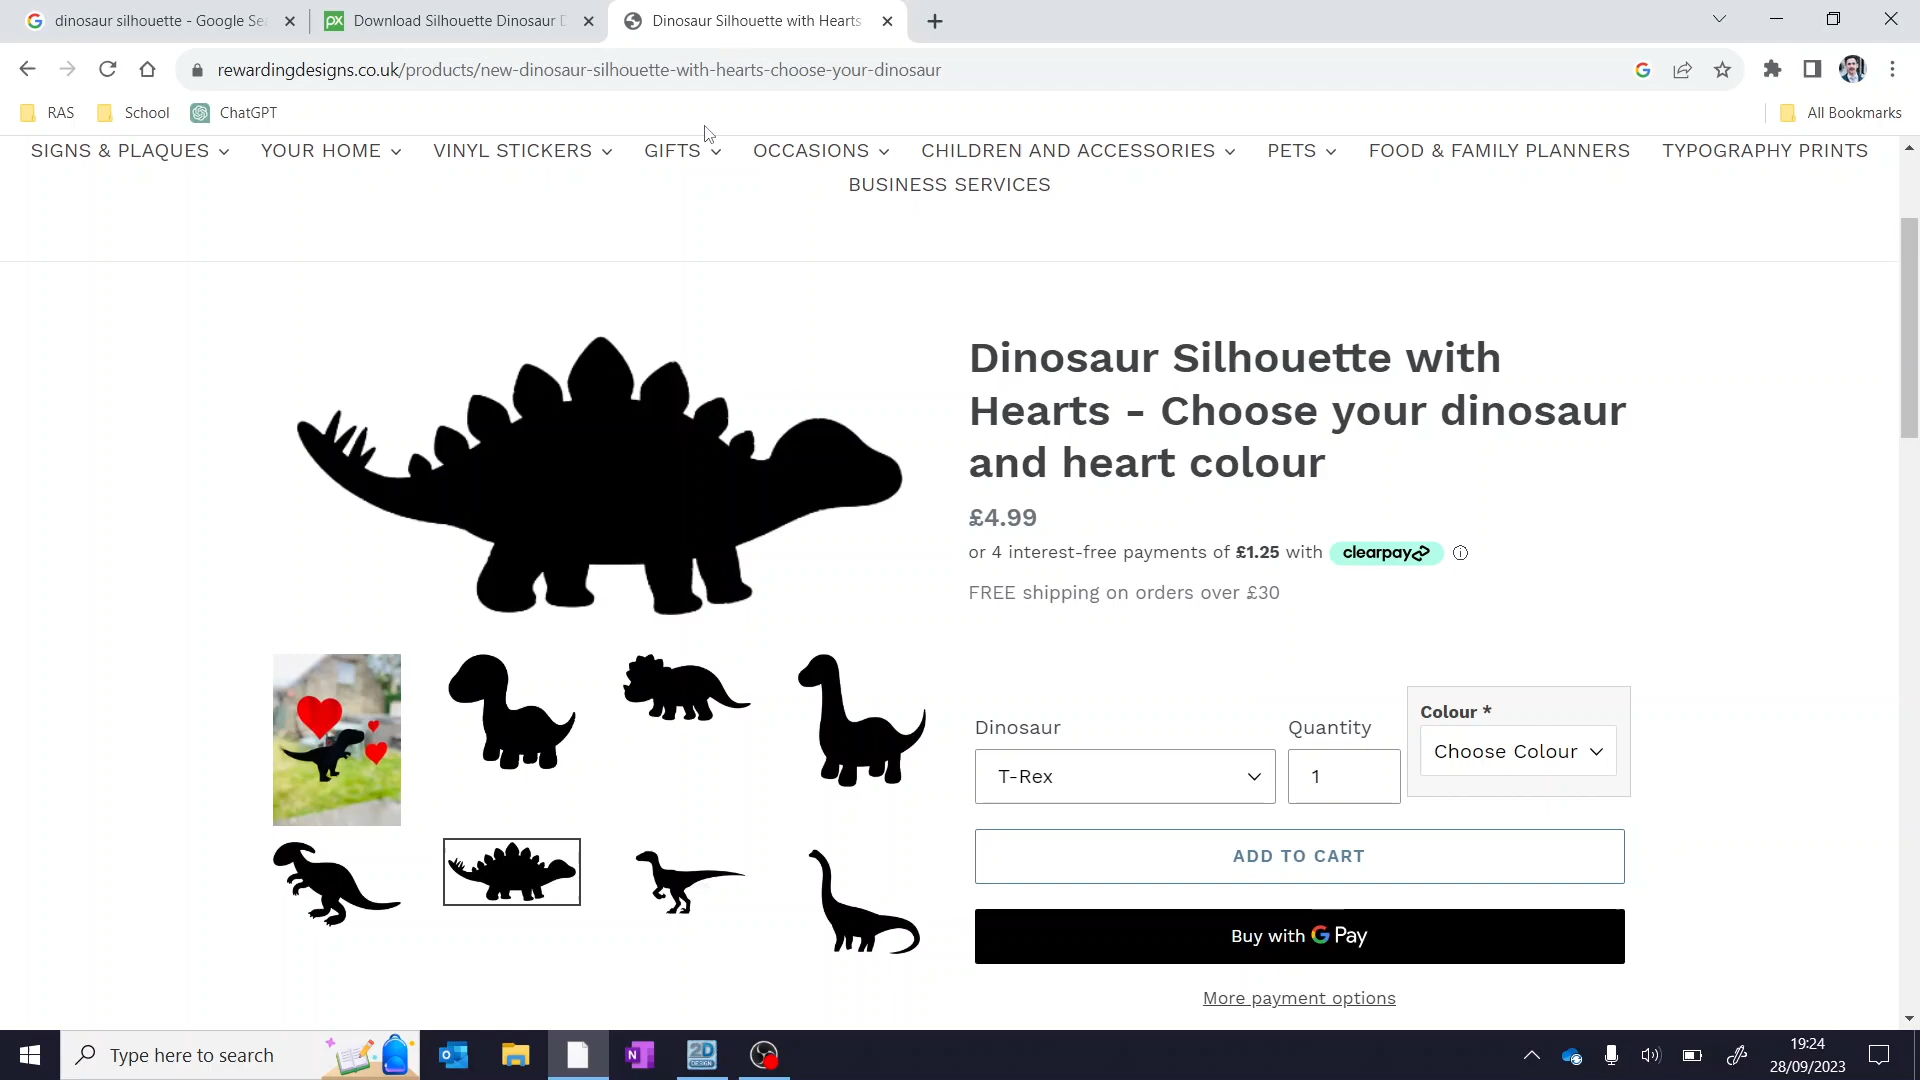 dinosaur silhouette - Google Se
Download Silhouette Dinosaur
Dinosaur Silhouette with Hearts
rewardingdesigns.co.uk/products/new-dinosaur-silhouette-with-hearts-choose-your-dinosaur
RAS
School
ChatGPT
All Bookmarks
SIGNS & PLAQUES
YOUR HOME
VINYL STICKERS
GIFTS
OCCASIONS
CHILDREN AND ACCESSORIES
PETS
FOOD & FAMILY PLANNERS
TYPOGRAPHY PRINTS
BUSINESS SERVICES
Dinosaur Silhouette with
Hearts - Choose your dinosaur
and heart colour
£4.99
or 4 interest-free payments of £1.25 with clearpay
FREE shipping on orders over £30
Dinosaur
Quantity
Colour *
T-Rex
1
Choose Colour
ADD TO CART
Buy with G Pay
More payment options
Type here to search
19:24
28/09/2023